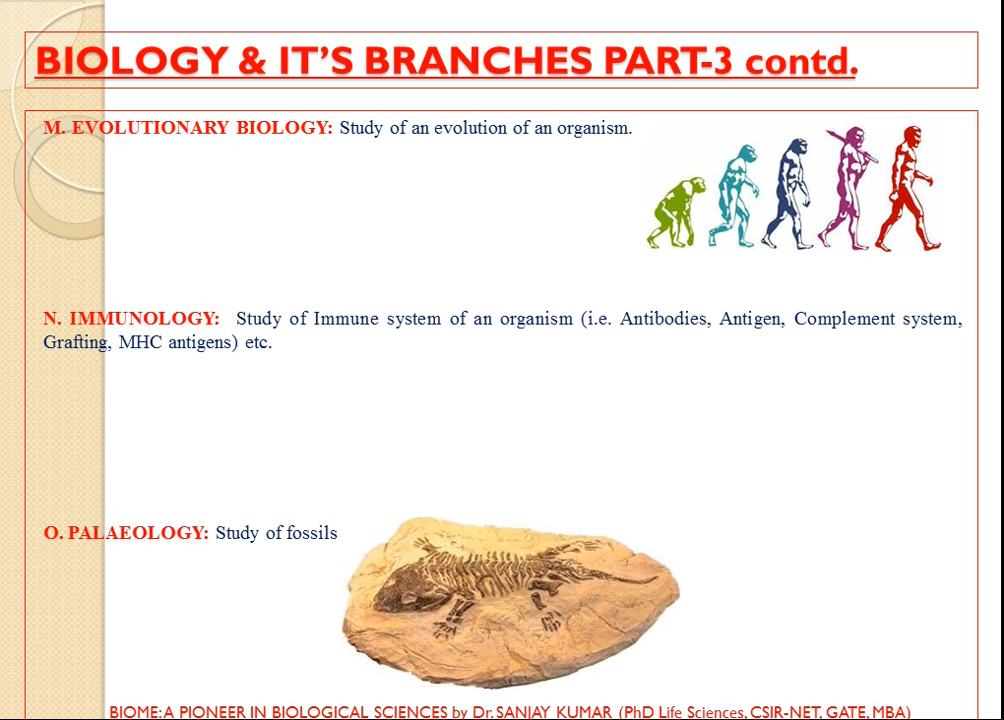 BIOLOGY & IT’S BRANCHES PART-3 contd.
M. EVOLUTIONARY BIOLOGY: Study of an evolution of an organism.
N. IMMUNOLOGY: Study of Immune system of an organism (i.e. Antibodies, Antigen, Complement system,
Grafting, MHC antigens) etc.
O. PALAEOLOGY: Study of fossils
BIOME: A PIONEER IN BIOLOGICAL SCIENCES by Dr. SANJAY KUMAR (PhD Life Sciences, CSIR-NET, GATE, MBA)